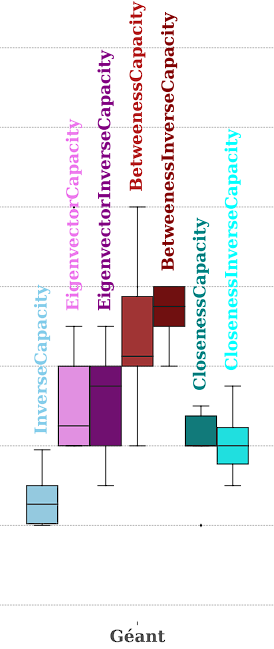 InverseCapacity
EigenvectorCapacity
EigenvectorInverseCapacity
BetweenessCapacity
BetweenessInverseCapacity
ClosenessCapacity
ClosenessInverseCapacity
Géant